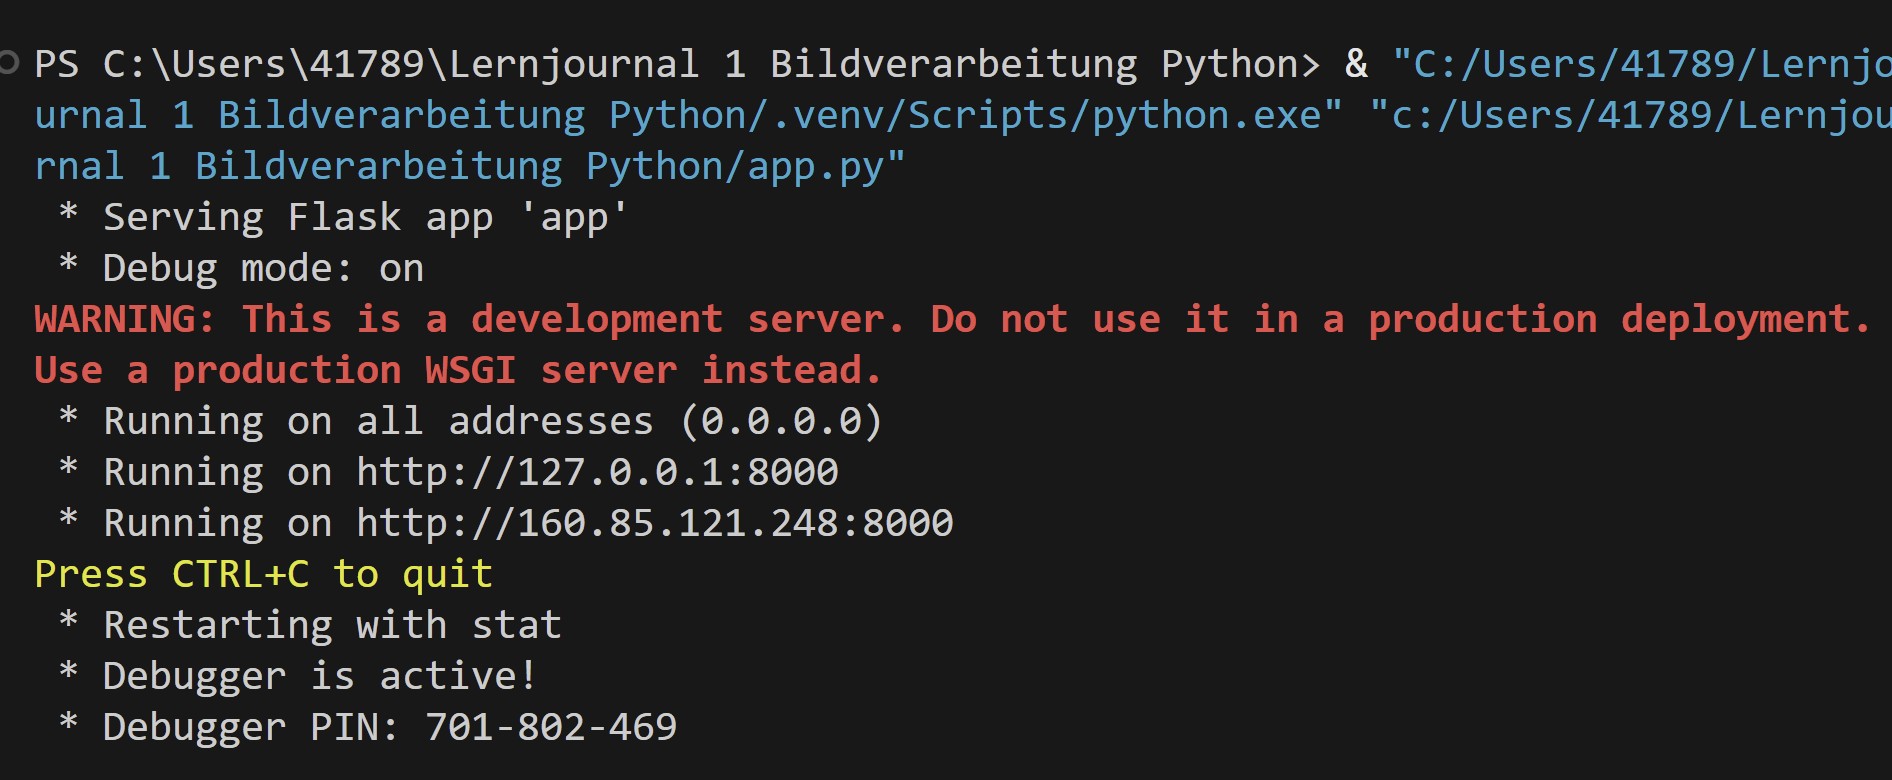 PS C:\Users\41789\Lernjournal 1 Bildverarbeitung Python> & "C:/Users/41789/Lernjo
urnal 1 Bildverarbeitung Python/.venv/Scripts/python.exe" "c:/Users/41789/Lernjou
rnal 1 Bildverarbeitung Python/app.py"
 * Serving Flask app 'app'
 * Debug mode: on
WARNING: This is a development server. Do not use it in a production deployment.
Use a production WSGI server instead.
 * Running on all addresses (0.0.0.0)
 * Running on http://127.0.0.1:8000
 * Running on http://160.85.121.248:8000
Press CTRL+C to quit
 * Restarting with stat
 * Debugger is active!
 * Debugger PIN: 701-802-469